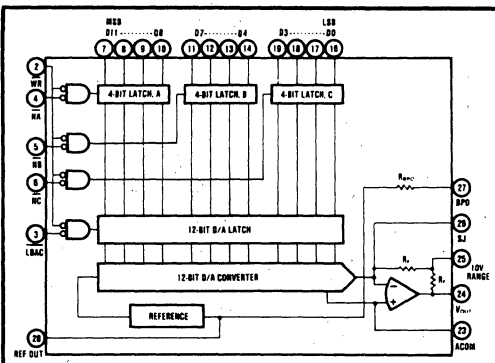 MSB LSB
D11 ........ D8 D7 ........ D4 D3 ........ D0
7 8 9 10 11 12 13 14 19 18 17 16
2
WR
4
NA
4-BIT LATCH, A 4-BIT LATCH, B 4-BIT LATCH, C
5
NB
6
NC
27
BPO
3
LDAC
12-BIT D/A LATCH
SJ
25
10V RANGE
12-BIT D/A CONVERTER
24
VOUT
REFERENCE
23
ACOM
REF OUT